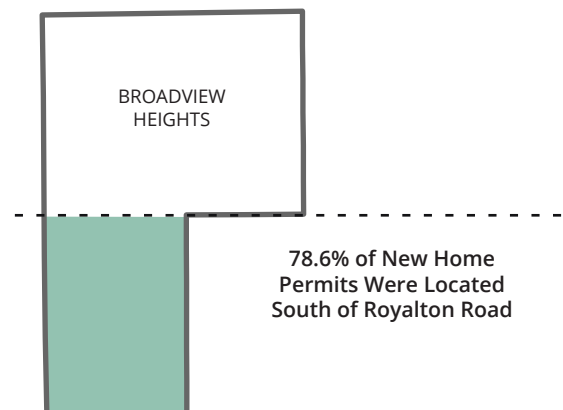 BROADVIEW
HEIGHTS
78.6% of New Home
Permits Were Located
South of Royalton Road